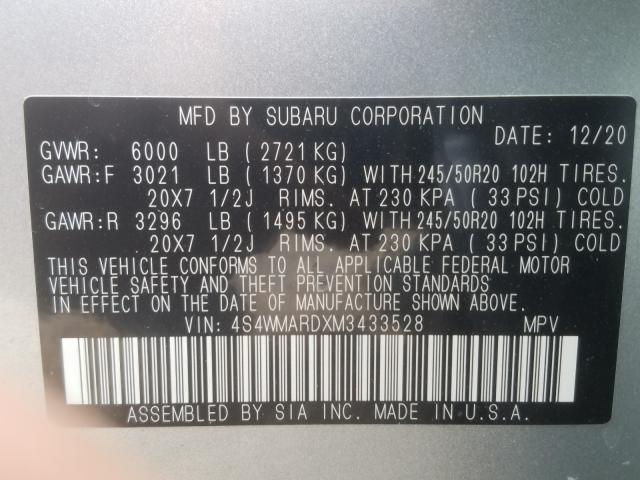 MFD BY SUBARU CORPORATION
DATE: 12/20
GVWR: 6000 LB ( 2721 KG)
GAWR:F 3021 LB ( 1370 KG) WITH 245/50R20 102H TIRES.
20X7 1/2J RIMS. AT 230 KPA ( 33 PSI) COLD
GAWR:R 3296 LB ( 1495 KG) WITH 245/50R20 102H TIRES.
20X7 1/2J RIMS. AT 230 KPA ( 33 PSI) COLD
THIS VEHICLE CONFORMS TO ALL APPLICABLE FEDERAL MOTOR
VEHICLE SAFETY AND THEFT PREVENTION STANDARDS
IN EFFECT ON THE DATE OF MANUFACTURE SHOWN ABOVE.
VIN: 4S4WMARDXM3433528 MPV
ASSEMBLED BY SIA INC. MADE IN U.S.A.